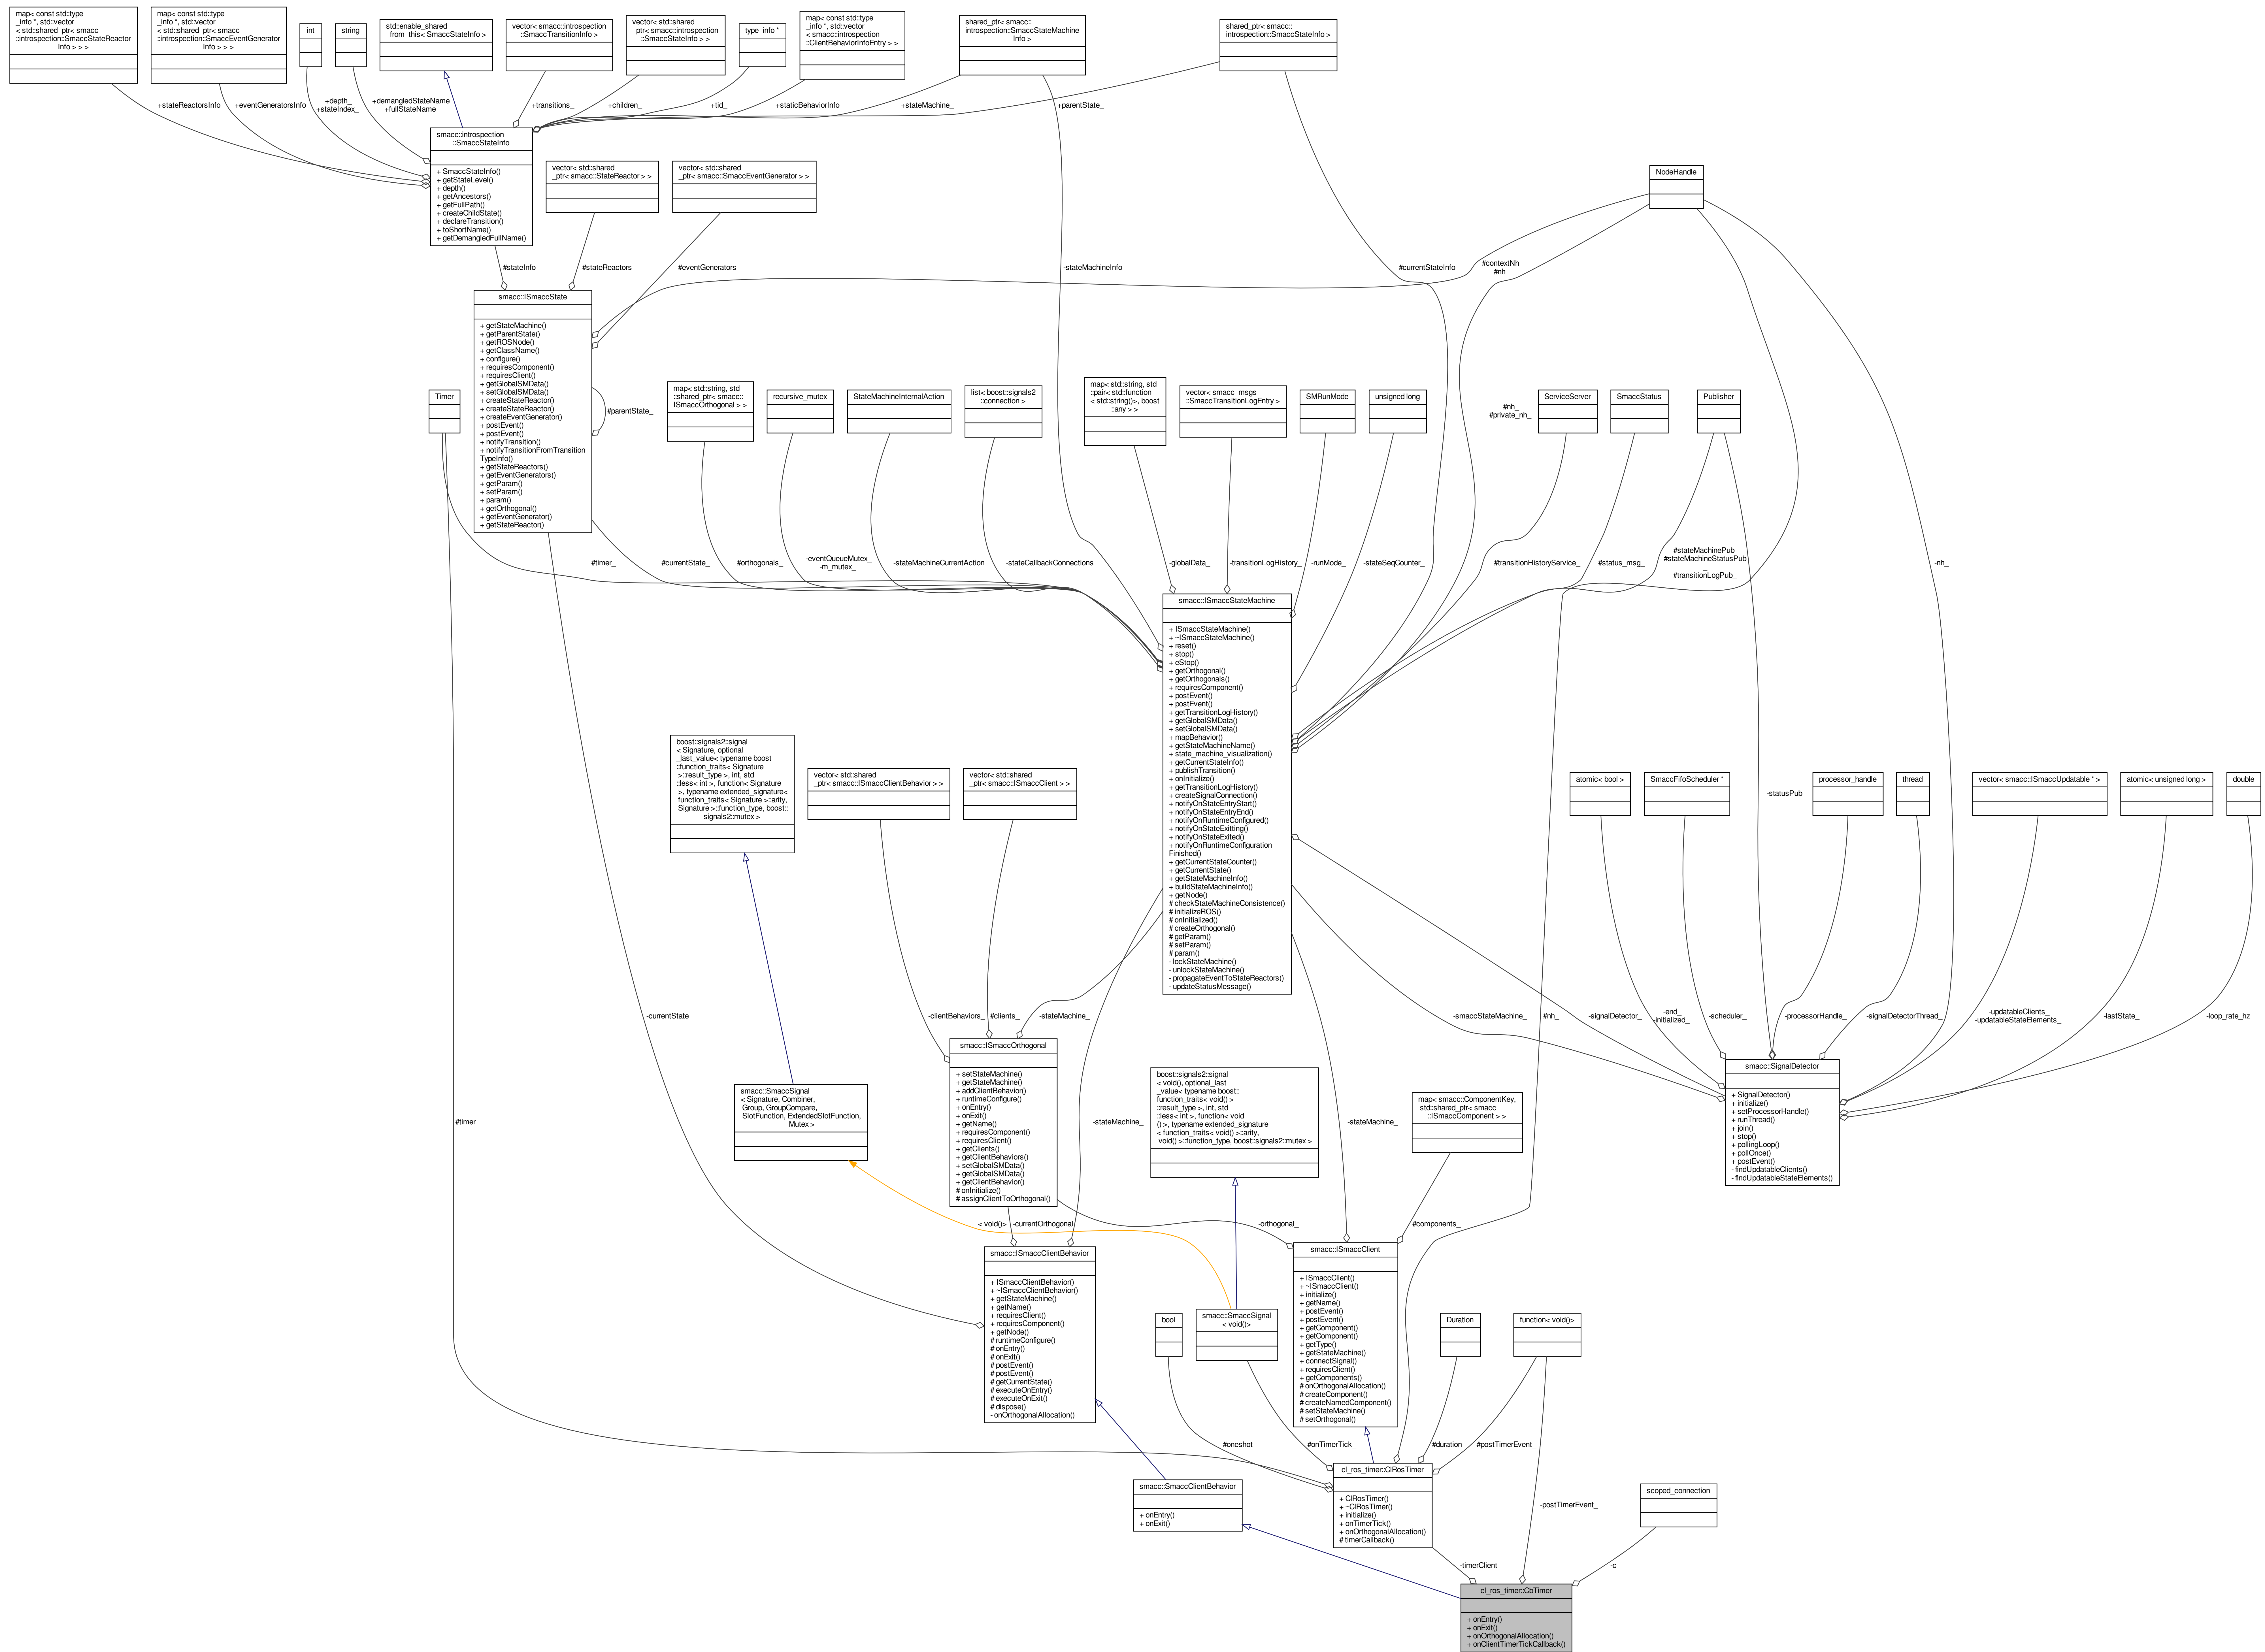 map< const std::type
_info *, std::vector
< std::shared_ptr< smacc
::introspection::SmaccStateReactor
Info > > >
map< const std::type
_info *, std::vector
< std::shared_ptr< smacc
::introspection::SmaccEventGenerator
Info > > >
int
string
std::enable_shared
_from_this< SmaccStateInfo >
vector< smacc::introspection
::SmaccTransitionInfo >
vector< std::shared
_ptr< smacc::introspection
::SmaccStateInfo > >
type_info *
map< const std::type
_info *, std::vector
< smacc::introspection
::ClientBehaviorInfoEntry > >
shared_ptr< smacc::
introspection::SmaccStateMachine
Info >
shared_ptr< smacc::
introspection::SmaccStateInfo >
+stateReactorsInfo
+eventGeneratorsInfo
+depth_
+stateIndex_
+demangledStateName
+fullStateName
+transitions_
+children_
+tid_
+staticBehaviorInfo
+stateMachine_
+parentState_
smacc::introspection
::SmaccStateInfo
+ SmaccStateInfo()
+ getStateLevel()
+ depth()
+ getAncestors()
+ getFullPath()
+ createChildState()
+ declareTransition()
+ toShortName()
+ getDemangledFullName()
vector< std::shared
_ptr< smacc::StateReactor > >
vector< std::shared
_ptr< smacc::SmaccEventGenerator > >
NodeHandle
#stateInfo_
#stateReactors_
#eventGenerators_
-stateMachineInfo_
#currentStateInfo_
#contextNh
#nh
smacc::ISmaccState
+ getStateMachine()
+ getParentState()
+ getROSNode()
+ getClassName()
+ configure()
+ requiresComponent()
+ requiresClient()
+ getGlobalSMData()
+ setGlobalSMData()
+ createStateReactor()
+ createStateReactor()
+ createEventGenerator()
+ postEvent()
+ postEvent()
+ notifyTransition()
+ notifyTransitionFromTransition
TypeInfo()
+ getStateReactors()
+ getEventGenerators()
+ getParam()
+ setParam()
+ param()
+ getOrthogonal()
+ getEventGenerator()
+ getStateReactor()
#parentState_
Timer
map< std::string, std
::shared_ptr< smacc::
ISmaccOrthogonal > >
recursive_mutex
StateMachineInternalAction
list< boost::signals2
::connection >
map< std::string, std
::pair< std::function
< std::string()>, boost
::any > >
vector< smacc_msgs
::SmaccTransitionLogEntry >
SMRunMode
unsigned long
#nh_
#private_nh_
ServiceServer
SmaccStatus
Publisher
#timer_
#currentState_
#orthogonals_
-eventQueueMutex_
-m_mutex_
-stateMachineCurrentAction
-stateCallbackConnections
-globalData_
-transitionLogHistory_
-runMode_
-stateSeqCounter_
#transitionHistoryService_
#status_msg_
#stateMachinePub_
#stateMachineStatusPub
_
#transitionLogPub_
-nh_
smacc::ISmaccStateMachine
+ ISmaccStateMachine()
+ ~ISmaccStateMachine()
+ reset()
+ stop()
+ eStop()
+ getOrthogonal()
+ getOrthogonals()
+ requiresComponent()
+ postEvent()
+ postEvent()
+ getTransitionLogHistory()
+ getGlobalSMData()
+ setGlobalSMData()
+ mapBehavior()
+ getStateMachineName()
+ state_machine_visualization()
+ getCurrentStateInfo()
+ publishTransition()
+ onInitialize()
+ getTransitionLogHistory()
+ createSignalConnection()
+ notifyOnStateEntryStart()
+ notifyOnStateEntryEnd()
+ notifyOnRuntimeConfigured()
+ notifyOnStateExitting()
+ notifyOnStateExited()
+ notifyOnRuntimeConfiguration
Finished()
+ getCurrentStateCounter()
+ getCurrentState()
+ getStateMachineInfo()
+ buildStateMachineInfo()
+ getNode()
# checkStateMachineConsistence()
# initializeROS()
# onInitialized()
# createOrthogonal()
# getParam()
# setParam()
# param()
- lockStateMachine()
- unlockStateMachine()
- propagateEventToStateReactors()
- updateStatusMessage()
boost::signals2::signal
< Signature, optional
_last_value< typename boost
::function_traits< Signature
>::result_type >, int, std
::less< int >, function< Signature
>, typename extended_signature<
function_traits< Signature >::arity,
Signature >::function_type, boost::
signals2::mutex >
vector< std::shared
_ptr< smacc::ISmaccClientBehavior > >
vector< std::shared
_ptr< smacc::ISmaccClient > >
atomic< bool >
SmaccFifoScheduler *
-statusPub_
processor_handle
thread
vector< smacc::ISmaccUpdatable * >
atomic< unsigned long >
double
-currentState
-clientBehaviors_
#clients_
-stateMachine_
-smaccStateMachine_
#nh_
-signalDetector_
-end_
-initialized_
-scheduler_
-processorHandle_
-signalDetectorThread_
-updatableClients_
-updatableStateElements_
-lastState_
-loop_rate_hz
smacc::ISmaccOrthogonal
+ setStateMachine()
+ getStateMachine()
+ addClientBehavior()
+ runtimeConfigure()
+ onEntry()
+ onExit()
+ getName()
+ requiresComponent()
+ requiresClient()
+ getClients()
+ getClientBehaviors()
+ setGlobalSMData()
+ getGlobalSMData()
+ getClientBehavior()
# onInitialize()
# assignClientToOrthogonal()
smacc::SignalDetector
+ SignalDetector()
+ initialize()
+ setProcessorHandle()
+ runThread()
+ join()
+ stop()
+ pollingLoop()
+ pollOnce()
+ postEvent()
- findUpdatableClients()
- findUpdatableStateElements()
smacc::SmaccSignal
< Signature, Combiner,
Group, GroupCompare,
SlotFunction, ExtendedSlotFunction,
Mutex >
boost::signals2::signal
< void(), optional_last
_value< typename boost::
function_traits< void() >
::result_type >, int, std
::less< int >, function< void
() >, typename extended_signature
< function_traits< void() >::arity,
void() >::function_type, boost::signals2::mutex >
map< smacc::ComponentKey,
std::shared_ptr< smacc
::ISmaccComponent > >
#timer
-stateMachine_
-stateMachine_
< void()>
-currentOrthogonal
-orthogonal_
#components_
smacc::ISmaccClientBehavior
+ ISmaccClientBehavior()
+ ~ISmaccClientBehavior()
+ getStateMachine()
+ getName()
+ requiresClient()
+ requiresComponent()
+ getNode()
# runtimeConfigure()
# onEntry()
# onExit()
# postEvent()
# postEvent()
# getCurrentState()
# executeOnEntry()
# executeOnExit()
# dispose()
- onOrthogonalAllocation()
smacc::ISmaccClient
+ ISmaccClient()
+ ~ISmaccClient()
+ initialize()
+ getName()
+ postEvent()
+ postEvent()
+ getComponent()
+ getComponent()
+ getType()
+ getStateMachine()
+ connectSignal()
+ requiresClient()
+ getComponents()
# onOrthogonalAllocation()
# createComponent()
# createNamedComponent()
# setStateMachine()
# setOrthogonal()
bool
smacc::SmaccSignal
< void()>
Duration
function< void()>
#oneshot
#onTimerTick_
#duration
#postTimerEvent_
smacc::SmaccClientBehavior
+ onEntry()
+ onExit()
cl_ros_timer::ClRosTimer
+ ClRosTimer()
+ ~ClRosTimer()
+ initialize()
+ onTimerTick()
+ onOrthogonalAllocation()
# timerCallback()
scoped_connection
-postTimerEvent_
-timerClient_
-c_
cl_ros_timer::CbTimer
+ onEntry()
+ onExit()
+ onOrthogonalAllocation()
+ onClientTimerTickCallback()